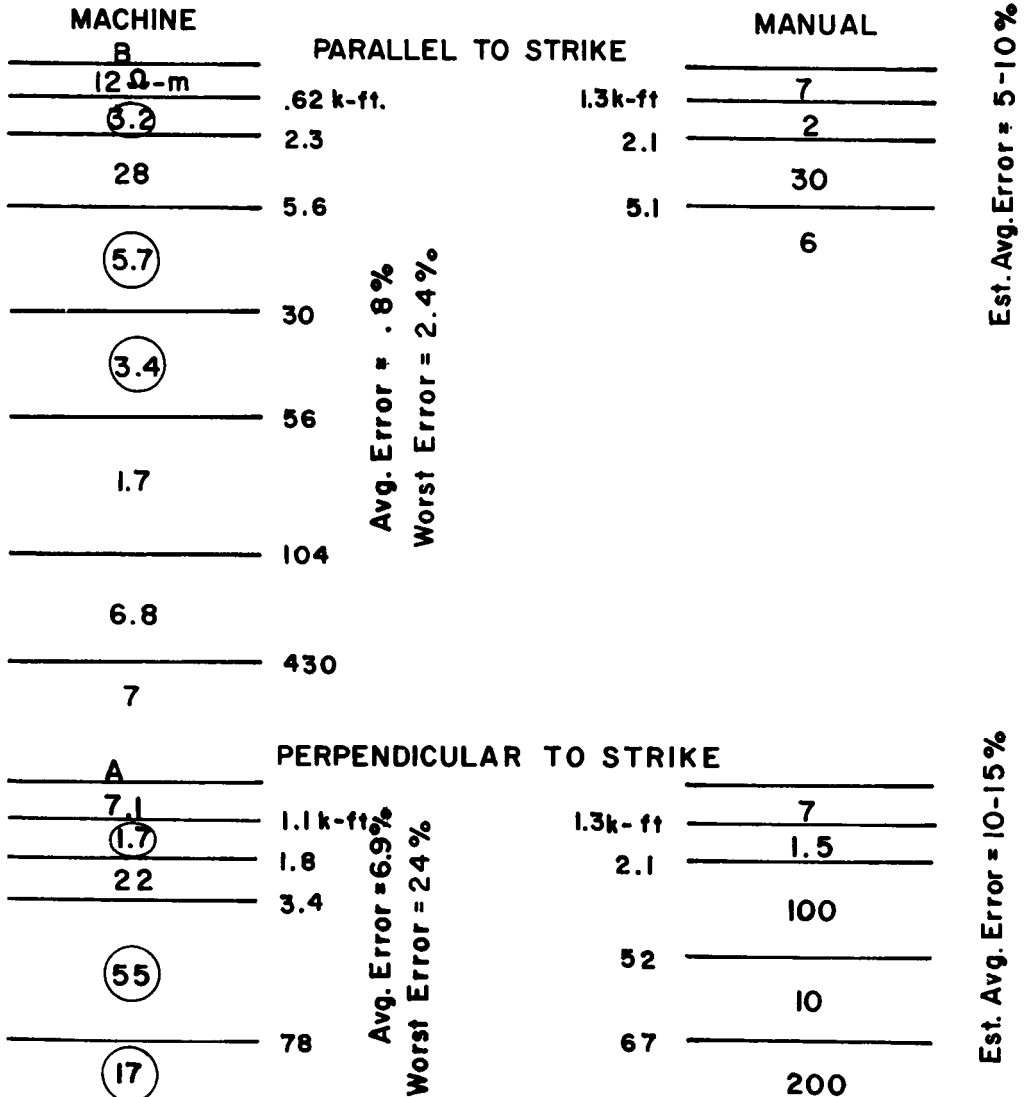 MACHINE
MANUAL
PARALLEL TO STRIKE
B
12 Ω-m
.62 k-ft.
3.2
2.3
28
5.6
5.7
30
3.4
56
1.7
104
6.8
430
7
Avg. Error = .8%
Worst Error = 2.4%
7
1.3k-ft
2
2.1
30
5.1
6
Est. Avg. Error = 5-10%
PERPENDICULAR TO STRIKE
A
7.1
1.1 k-ft.
1.7
1.8
22
3.4
55
78
17
Avg. Error = 6.9%
Worst Error = 24%
7
1.3k-ft
1.5
2.1
100
52
10
67
200
Est. Avg. Error = 10-15%